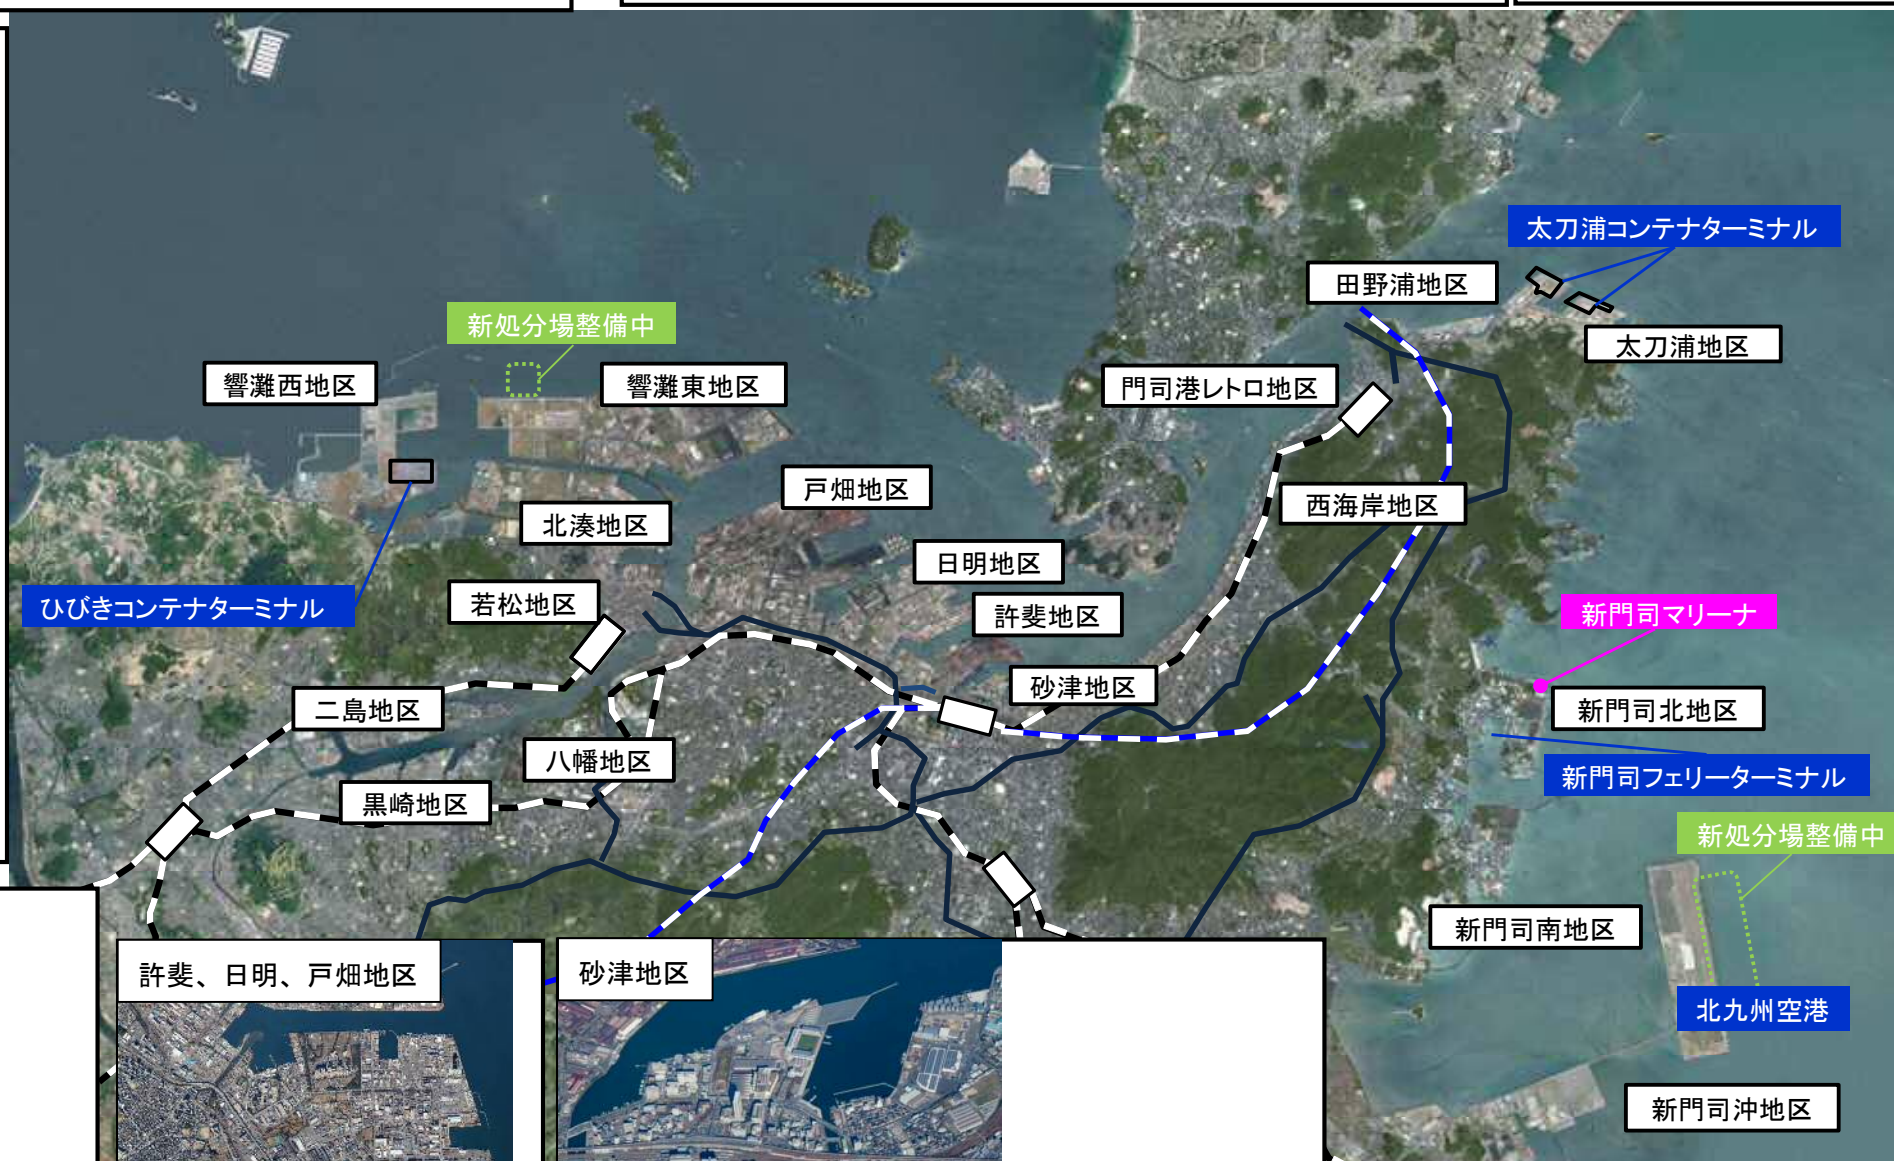 太刀浦コンテナターミナル
田野浦地区
新処分場整備中
太刀浦地区
響灘西地区
響灘東地区
門司港レトロ地区
戸畑地区
西海岸地区
北湊地区
日明地区
ひびきコンテナターミナル
若松地区
許斐地区
新門司マリーナ
砂津地区
二島地区
新門司北地区
八幡地区
新門司フェリーターミナル
黒崎地区
新処分場整備中
新門司南地区
許斐、日明、戸畑地区
砂津地区
北九州空港
新門司沖地区